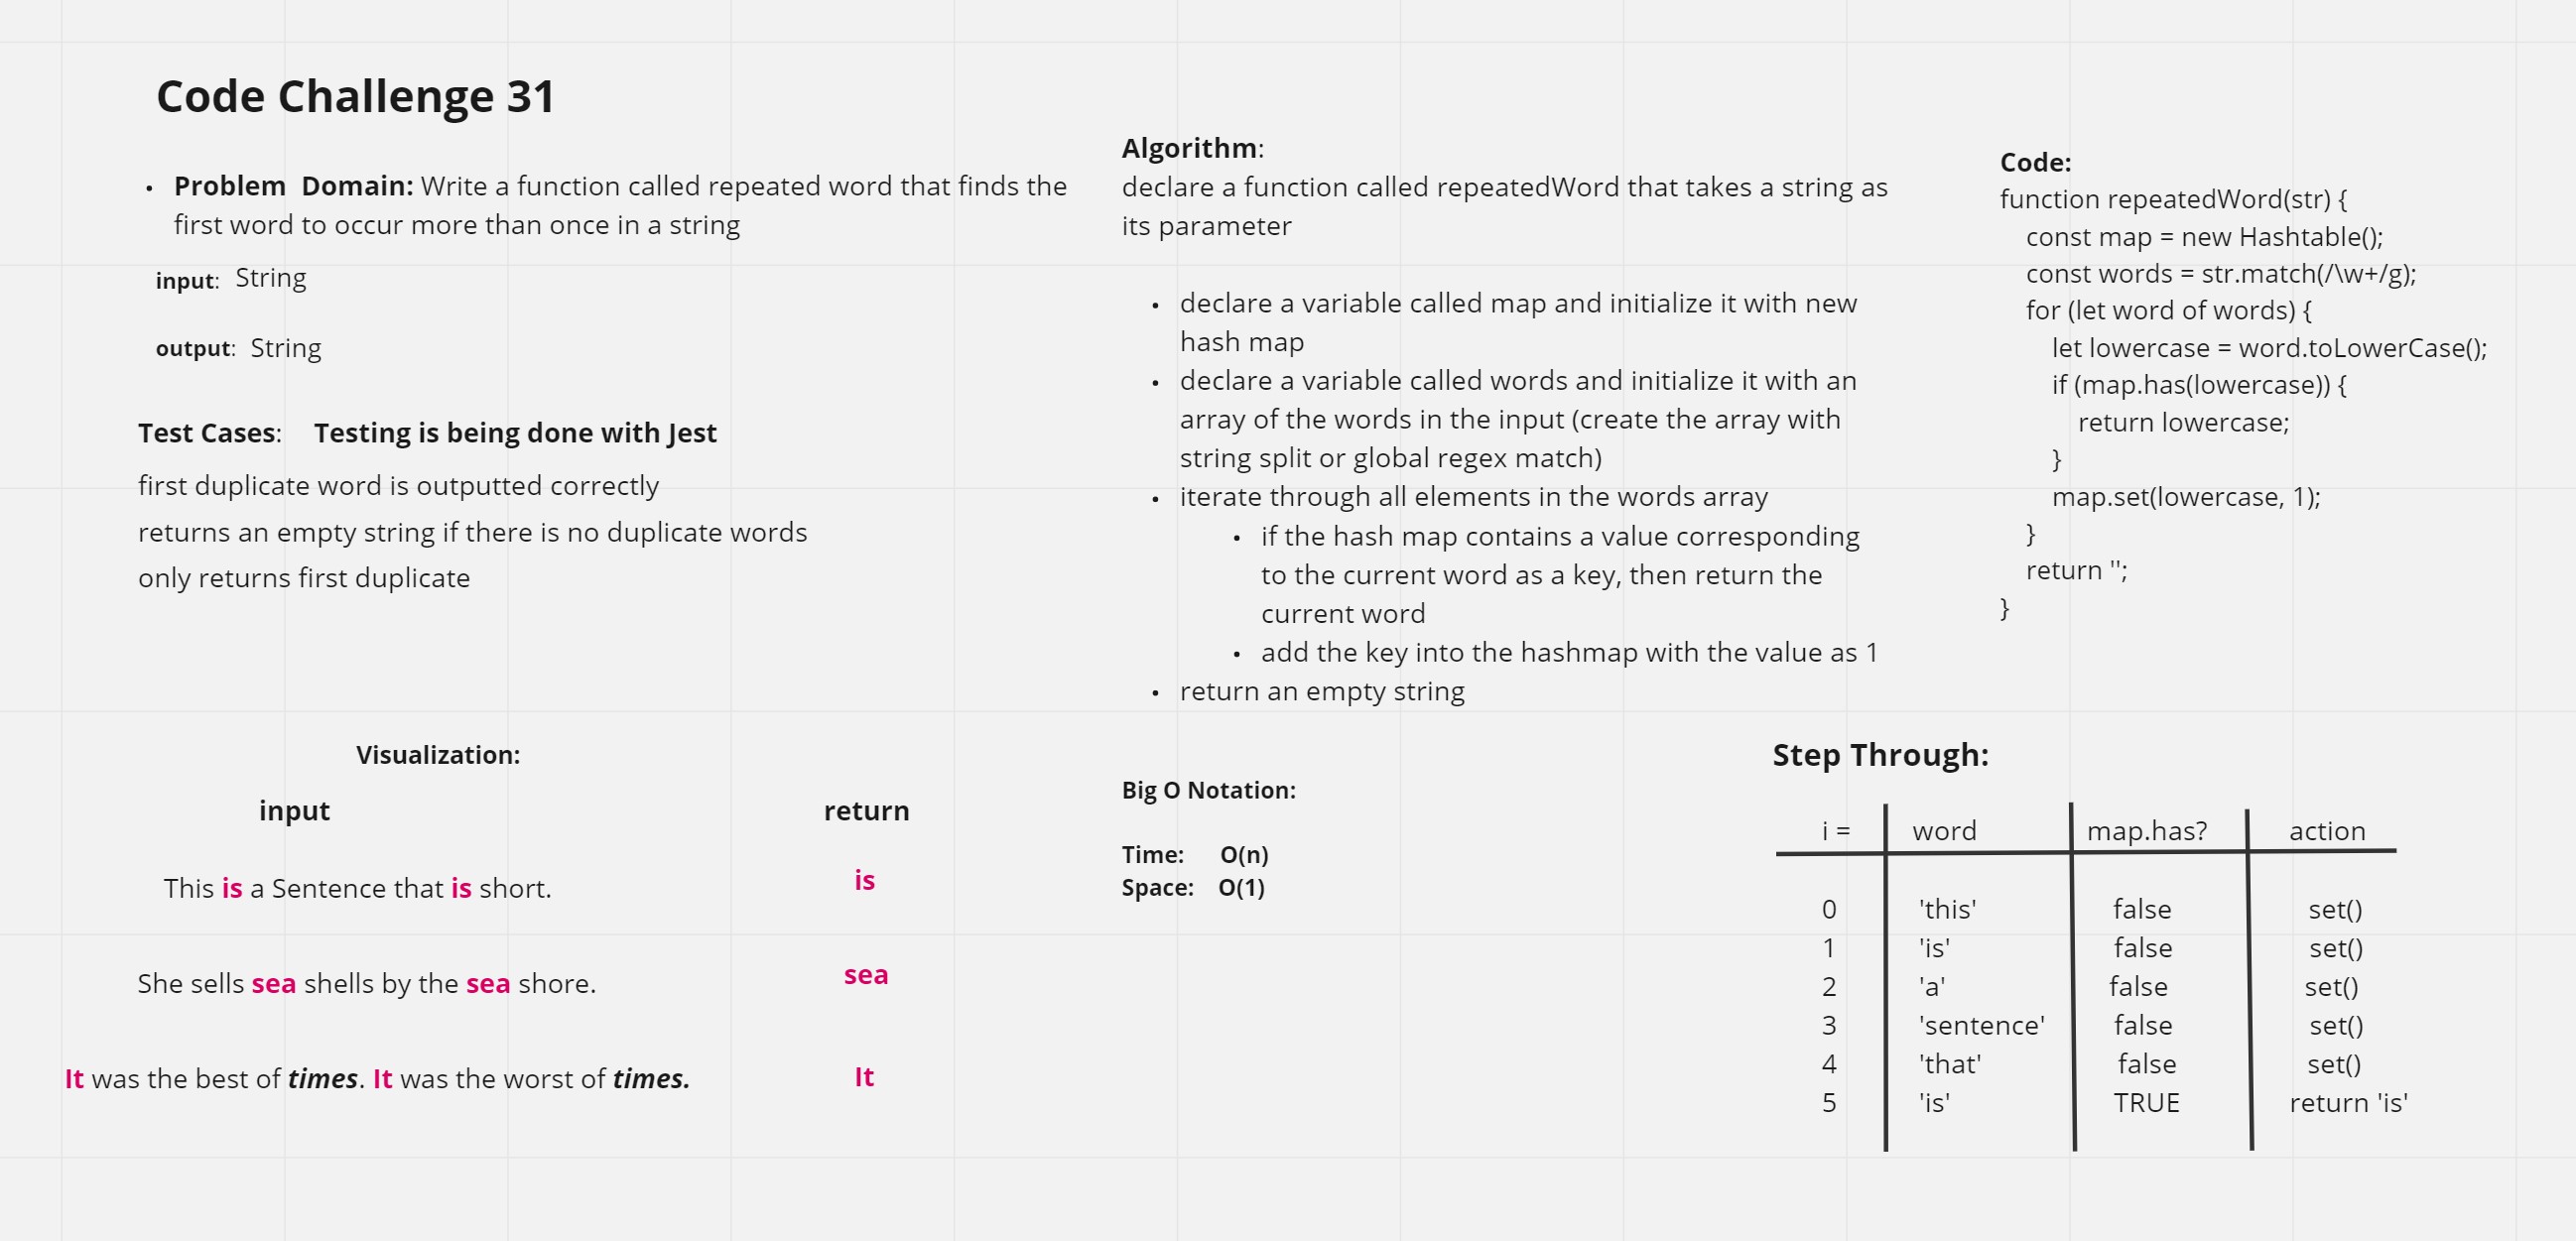 Code Challenge 31
• Problem  Domain: Write a function called repeated word that finds the
first word to occur more than once in a string
input: String
output: String
Test Cases: Testing is being done with Jest
first duplicate word is outputted correctly
returns an empty string if there is no duplicate words
only returns first duplicate
Algorithm:
declare a function called repeatedWord that takes a string as
its parameter
• declare a variable called map and initialize it with new
hash map
• declare a variable called words and initialize it with an
array of the words in the input (create the array with
string split or global regex match)
• iterate through all elements in the words array
• if the hash map contains a value corresponding
to the current word as a key, then return the
current word
• add the key into the hashmap with the value as 1
• return an empty string
Code:
function repeatedWord(str) {
const map = new Hashtable();
const words = str.match(/\w+/g);
for (let word of words) {
let lowercase = word.toLowerCase();
if (map.has(lowercase)) {
return lowercase;
}
map.set(lowercase, 1);
}
return '';
}
Visualization:
input return
This is a Sentence that is short. is
She sells sea shells by the sea shore. sea
It was the best of times. It was the worst of times. It
Big O Notation:
Time: O(n)
Space: O(1)
Step Through:
i = word map.has? action
0 'this' false set()
1 'is' false set()
2 'a' false set()
3 'sentence' false set()
4 'that' false set()
5 'is' TRUE return 'is'